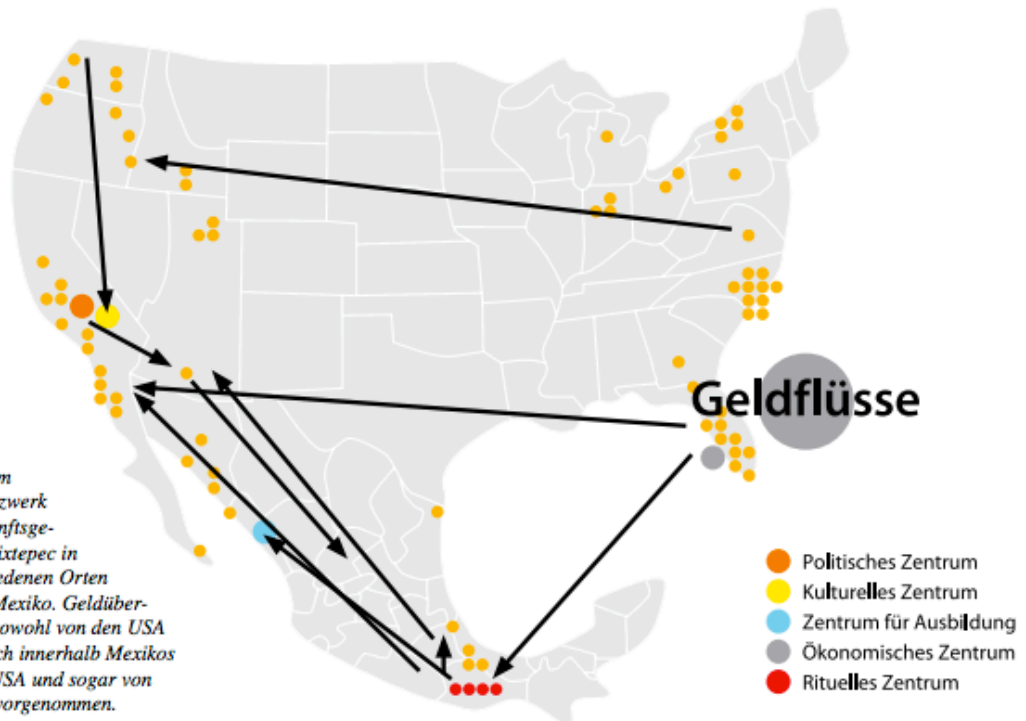 Geldflüsse
m
zwerk
nftsge-
ixtepec in
edenen Orten
Mexiko. Geldüber-
owohl von den USA
ch innerhalb Mexikos
USA und sogar von
vorgenommen.
Politisches Zentrum
Kulturelles Zentrum
Zentrum für Ausbildung
Ökonomisches Zentrum
Rituelles Zentrum